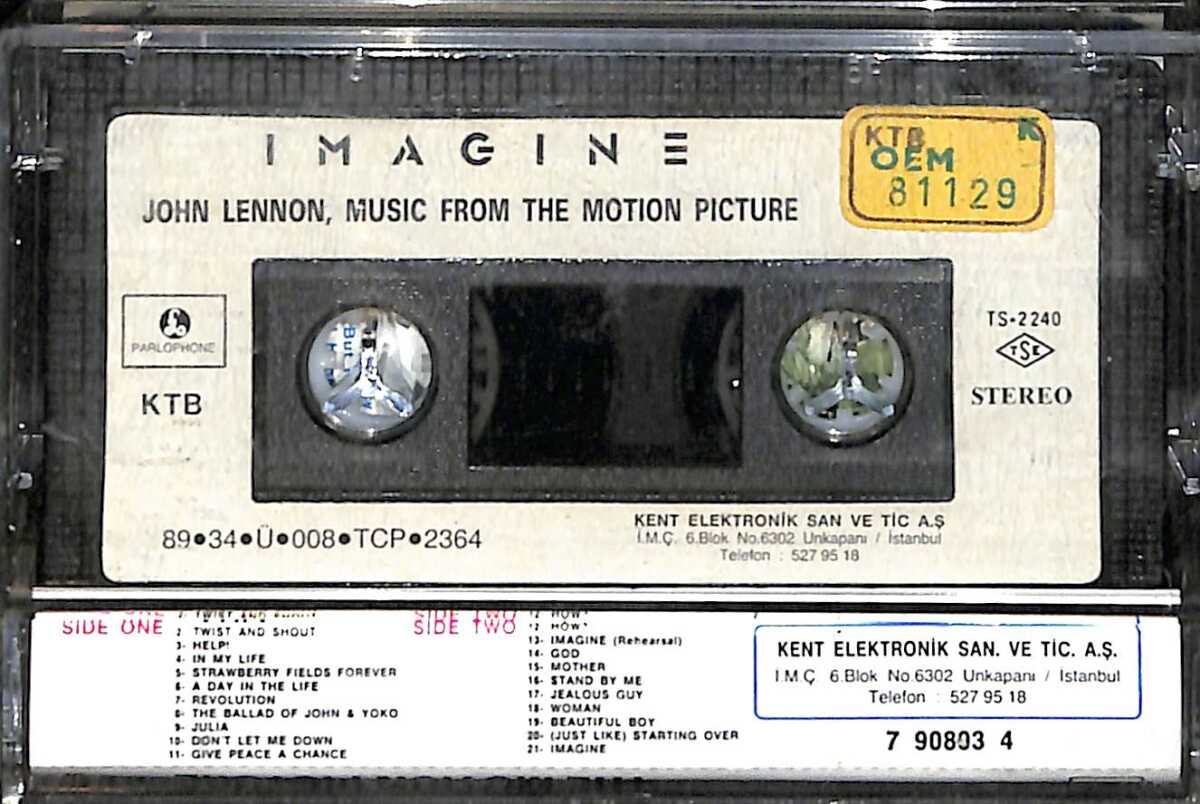 IMAGINE
JOHN LENNON, MUSIC FROM THE MOTION PICTURE
KTB
OEM
81129
PARLOPHONE
KTB
TS•2240
TSE
STEREO
But
89•34•Ü•008•TCP•2364
KENT ELEKTRONİK SAN VE TİC A.Ş
İ.M.Ç. 6.Blok No.6302 Unkapanı / İstanbul
Telefon : 527 95 18
SIDE ONE
2 TWIST AND SHOUT
3- HELP!
4- IN MY LIFE
5- STRAWBERRY FIELDS FOREVER
6- A DAY IN THE LIFE
7- REVOLUTION
8- THE BALLAD OF JOHN & YOKO
9- JULIA
10- DON'T LET ME DOWN
11- GIVE PEACE A CHANCE
SIDE TWO
12 HOW?
13- IMAGINE (Rehearsal)
14- GOD
15- MOTHER
16- STAND BY ME
17- JEALOUS GUY
18- WOMAN
19- BEAUTIFUL BOY
20- (JUST LIKE) STARTING OVER
21- IMAGINE
KENT ELEKTRONİK SAN. VE TİC. A.Ş.
İ.M.Ç 6.Blok No.6302 Unkapanı / İstanbul
Telefon : 527 95 18
7 90803 4